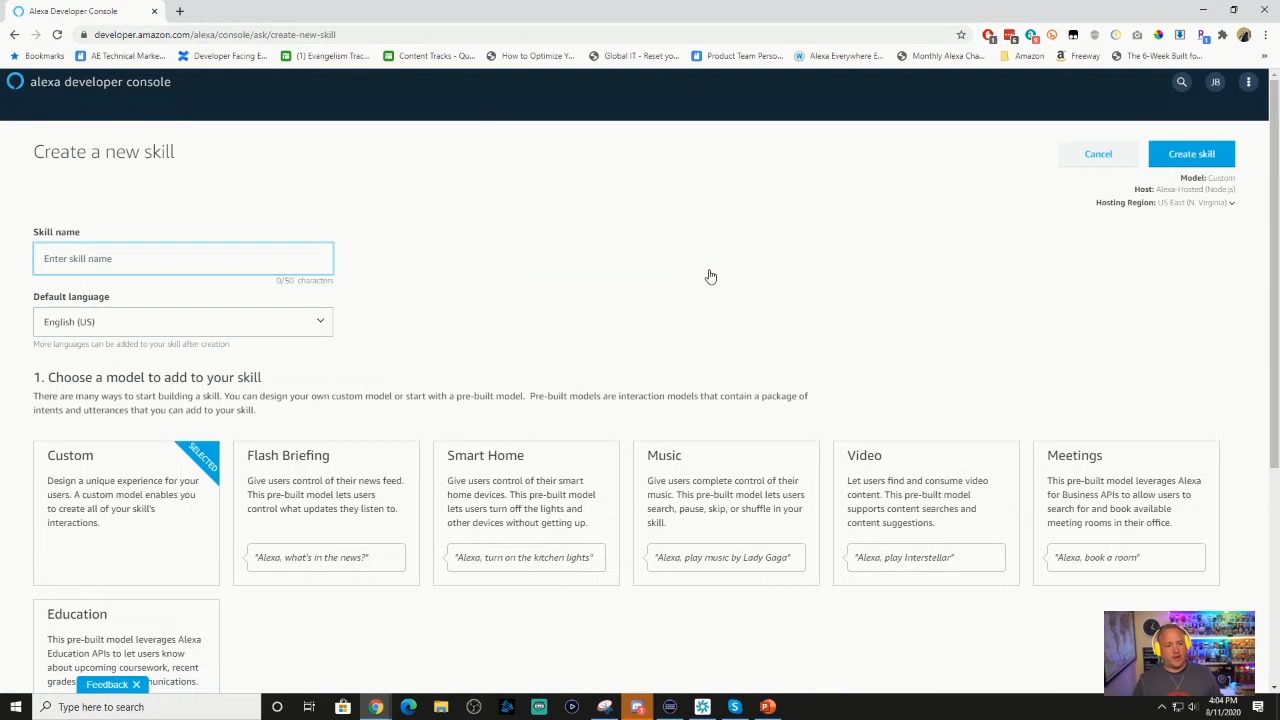 Alexa Developer Console
developer.amazon.com/alexa/console/ask/create-new-skill
Bookmarks
AE Technical Marke...
Developer Facing E...
(1) Evangelism Trac...
Content Tracks - Qu...
How to Optimize Y...
Global IT - Reset yo...
Product Team Perso...
Alexa Everywhere E...
Monthly Alexa Cha...
Amazon
Freeway
The 6-Week Built fo...
alexa developer console
JB
Create a new skill
Cancel
Create skill
Model: Custom
Host: Alexa-Hosted (Node.js)
Hosting Region: US East (N. Virginia)
Skill name
Enter skill name
0/50 characters
Default language
English (US)
More languages can be added to your skill after creation
1. Choose a model to add to your skill
There are many ways to start building a skill. You can design your own custom model or start with a pre-built model. Pre-built models are interaction models that contain a package of
intents and utterances that you can add to your skill.
Custom
SELECTED
Design a unique experience for your
users. A custom model enables you
to create all of your skill's
interactions.
Flash Briefing
Give users control of their news feed.
This pre-built model lets users
control what updates they listen to.
"Alexa, what's in the news?"
Smart Home
Give users control of their smart
home devices. This pre-built model
lets users turn off the lights and
other devices without getting up.
"Alexa, turn on the kitchen lights"
Music
Give users complete control of their
music. This pre-built model lets users
search, pause, skip, or shuffle in your
skill.
"Alexa, play music by Lady Gaga"
Video
Let users find and consume video
content. This pre-built model
supports content searches and
content suggestions.
"Alexa, play Interstellar"
Meetings
This pre-built model leverages Alexa
for Business APIs to allow users to
search for and book available
meeting rooms in their office.
"Alexa, book a room"
Education
This pre-built model leverages Alexa
Education APIs to let users know
about upcoming coursework, recent
grades
Feedback
Type here to search
4:04 PM
8/11/2020